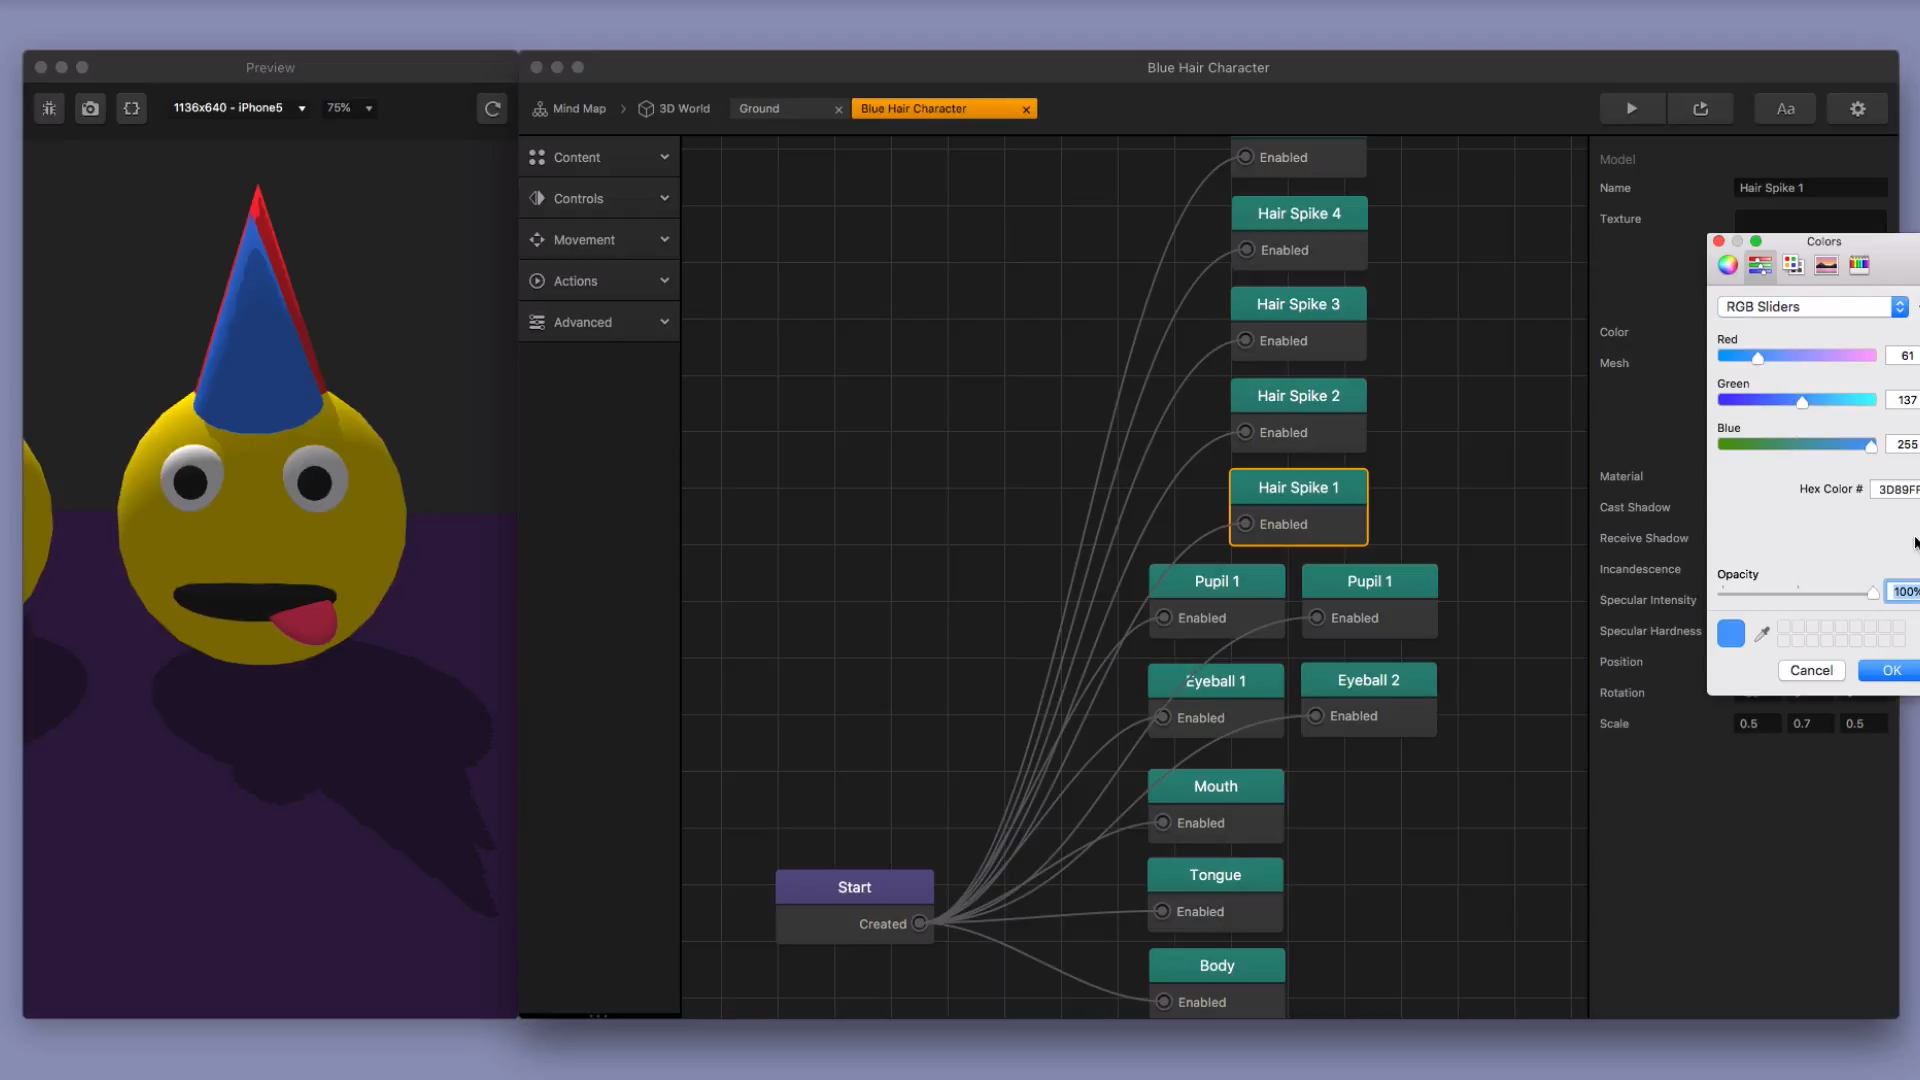 Preview
1136x640 - iPhone5
75%
Blue Hair Character
Mind Map
3D World
Ground
Blue Hair Character
Aa
Content
Controls
Movement
Actions
Advanced
Enabled
Hair Spike 4
Enabled
Hair Spike 3
Enabled
Hair Spike 2
Enabled
Hair Spike 1
Enabled
Pupil 1
Enabled
Pupil 1
Enabled
Eyeball 1
Enabled
Eyeball 2
Enabled
Mouth
Enabled
Start
Created
Tongue
Enabled
Body
Enabled
Model
Name
Hair Spike 1
Texture
Color
Mesh
Material
Cast Shadow
Receive Shadow
Incandescence
Specular Intensity
Specular Hardness
Position
Rotation
Scale
0.5 0.7 0.5
Colors
RGB Sliders
Red
61
Green
137
Blue
255
Hex Color #
3D89FF
Opacity
100%
Cancel
OK